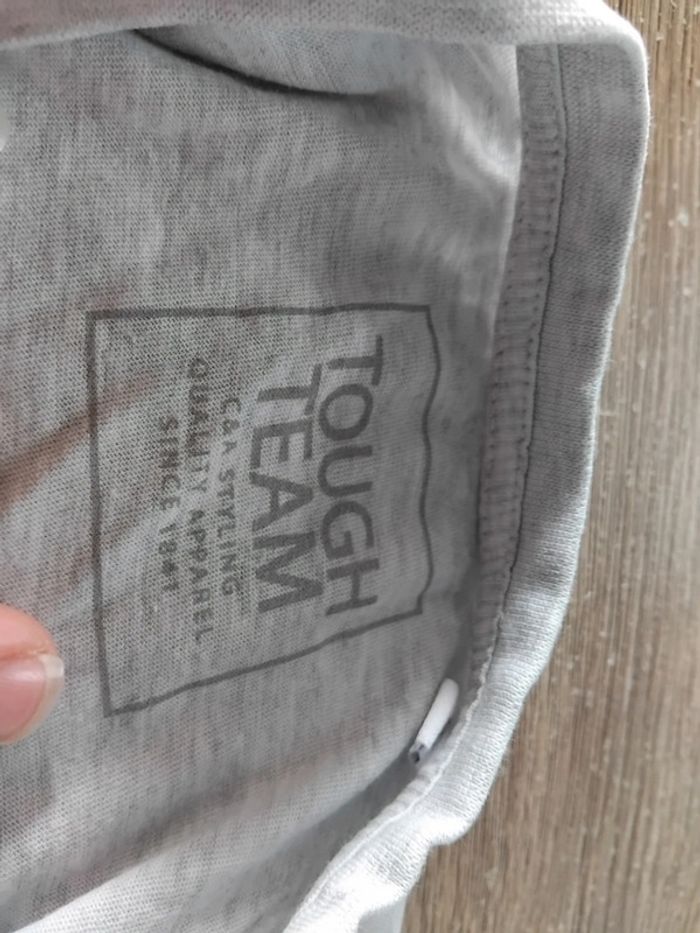 TOUGH
TEAM
C&A STYLING
QUALITY APPAREL
SINCE 1841